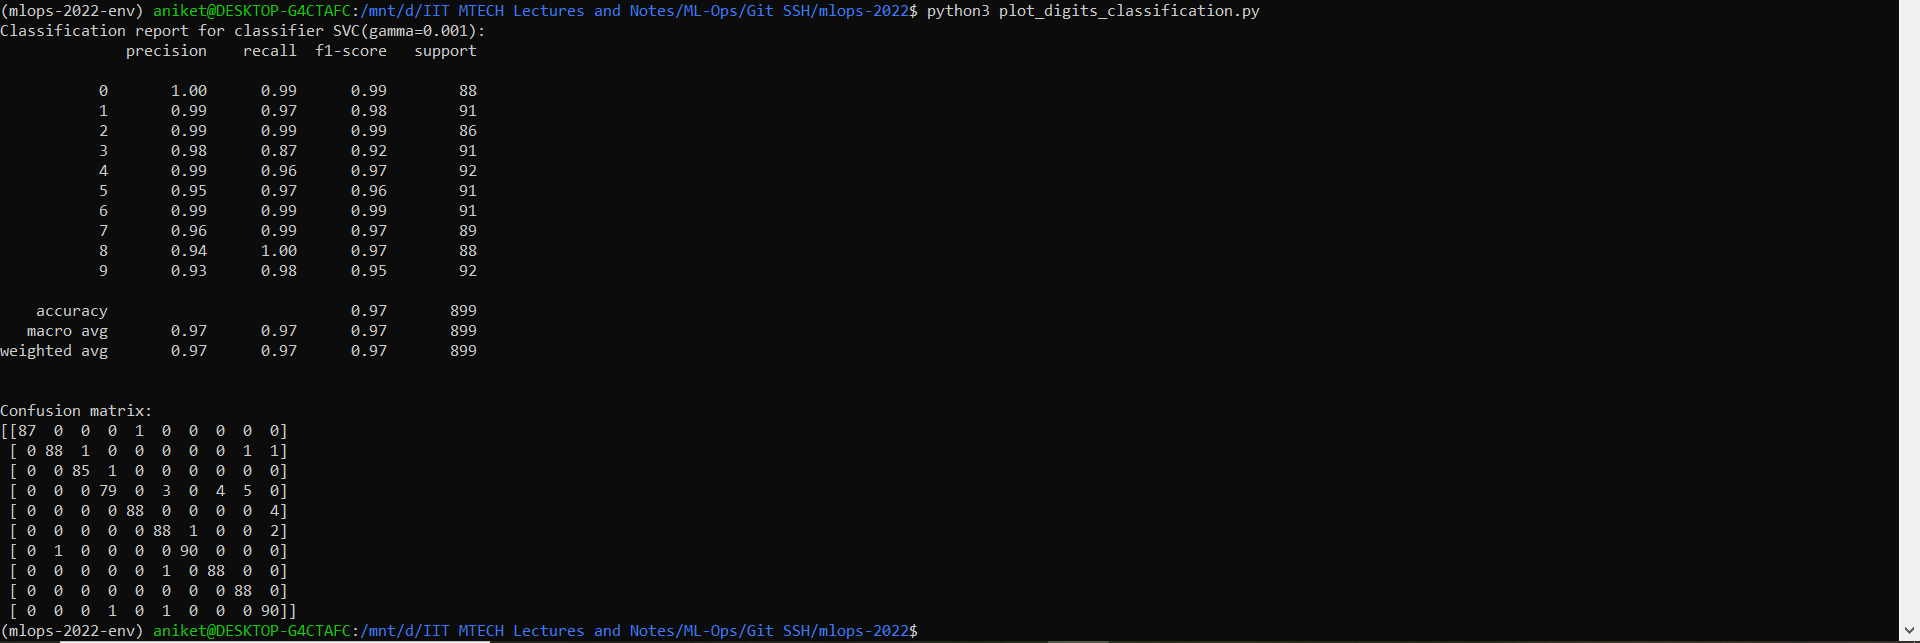 (mlops-2022-env) aniket@DESKTOP-G4CTAFC:/mnt/d/IIT MTECH Lectures and Notes/ML-Ops/Git SSH/mlops-2022$ python3 plot_digits_classification.py
Classification report for classifier SVC(gamma=0.001):
              precision    recall  f1-score   support

           0       1.00      0.99      0.99        88
           1       0.99      0.97      0.98        91
           2       0.99      0.99      0.99        86
           3       0.98      0.87      0.92        91
           4       0.99      0.96      0.97        92
           5       0.95      0.97      0.96        91
           6       0.99      0.99      0.99        91
           7       0.96      0.99      0.97        89
           8       0.94      1.00      0.97        88
           9       0.93      0.98      0.95        92

    accuracy                           0.97       899
   macro avg       0.97      0.97      0.97       899
weighted avg       0.97      0.97      0.97       899


Confusion matrix:
[[87  0  0  0  1  0  0  0  0  0]
 [ 0 88  1  0  0  0  0  0  1  1]
 [ 0  0 85  1  0  0  0  0  0  0]
 [ 0  0  0 79  0  3  0  4  5  0]
 [ 0  0  0  0 88  0  0  0  0  4]
 [ 0  0  0  0  0 88  1  0  0  2]
 [ 0  1  0  0  0  0 90  0  0  0]
 [ 0  0  0  0  0  1  0 88  0  0]
 [ 0  0  0  0  0  0  0  0 88  0]
 [ 0  0  0  1  0  1  0  0  0 90]]
(mlops-2022-env) aniket@DESKTOP-G4CTAFC:/mnt/d/IIT MTECH Lectures and Notes/ML-Ops/Git SSH/mlops-2022$